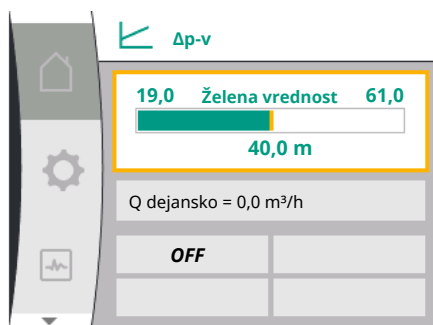 Δp-v
19,0 Želena vrednost 61,0
40,0 m
Q dejansko = 0,0 m³/h
OFF